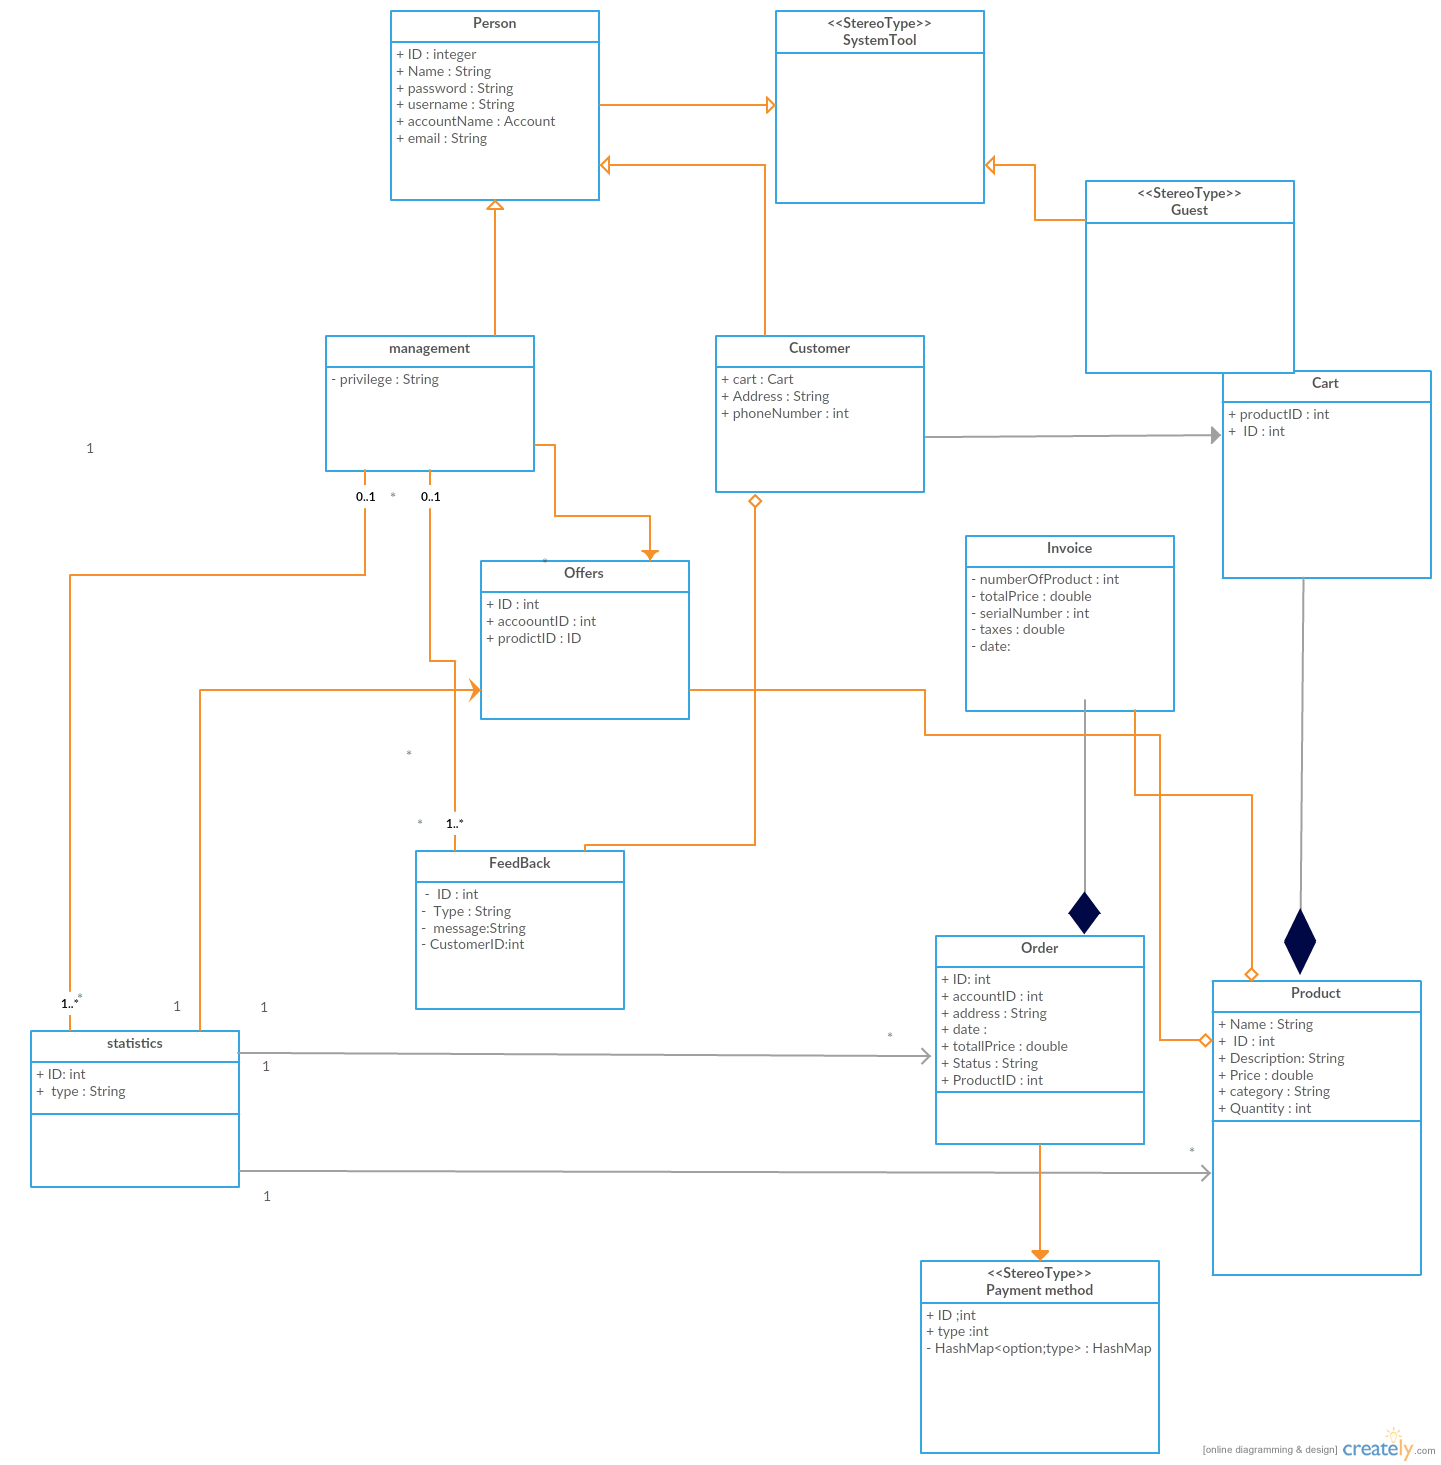 Person
+ ID : integer
+ Name : String
+ password : String
+ username : String
+ accountName : Account
+ email : String
<<StereoType>>
SystemTool
<<StereoType>>
Guest
management
- privilege : String
Customer
+ cart : Cart
+ Address : String
+ phoneNumber : int
Cart
+ productID : int
+ ID : int
1
0..1
*
0..1
*
Offers
+ ID : int
+ accoountID : int
+ prodictID : ID
Invoice
- numberOfProduct : int
- totalPrice : double
- serialNumber : int
- taxes : double
- date:
*
*
1..*
FeedBack
- ID : int
- Type : String
- message:String
- CustomerID:int
1..*
*
1
1
statistics
+ ID: int
+ type : String
1
*
Order
+ ID: int
+ accountID : int
+ address : String
+ date :
+ totallPrice : double
+ Status : String
+ ProductID : int
Product
+ Name : String
+ ID : int
+ Description: String
+ Price : double
+ category : String
+ Quantity : int
*
1
<<StereoType>>
Payment method
+ ID ;int
+ type :int
- HashMap<option;type> : HashMap
[online diagramming & design] creately.com